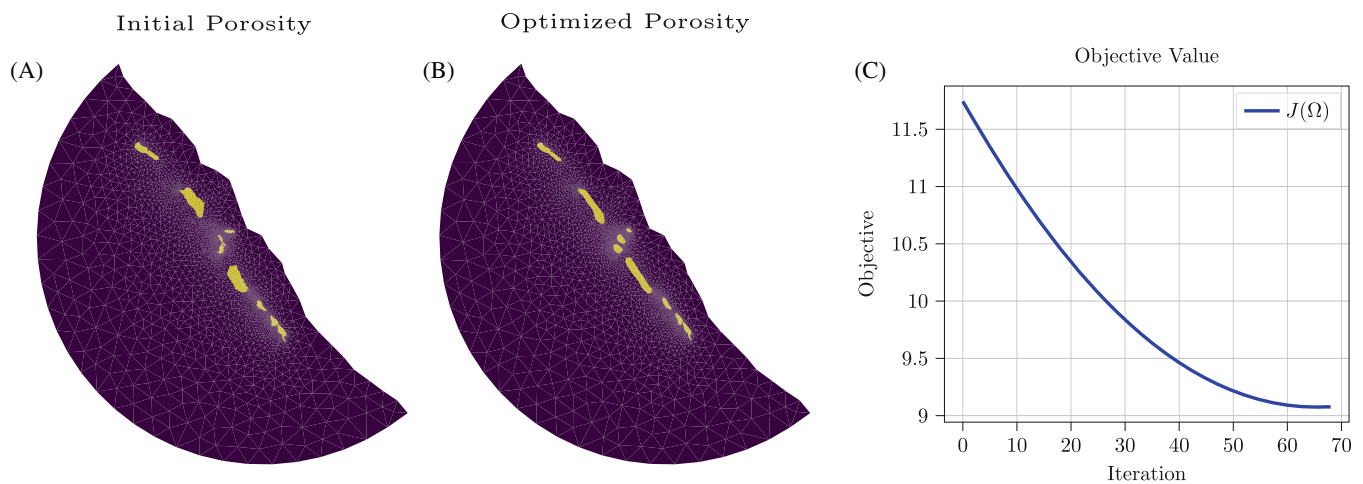 Initial Porosity
Optimized Porosity
(A)
(B)
(C)
Objective Value
J(Ω)
11.5
11
10.5
10
9.5
9
Objective
0 10 20 30 40 50 60 70
Iteration